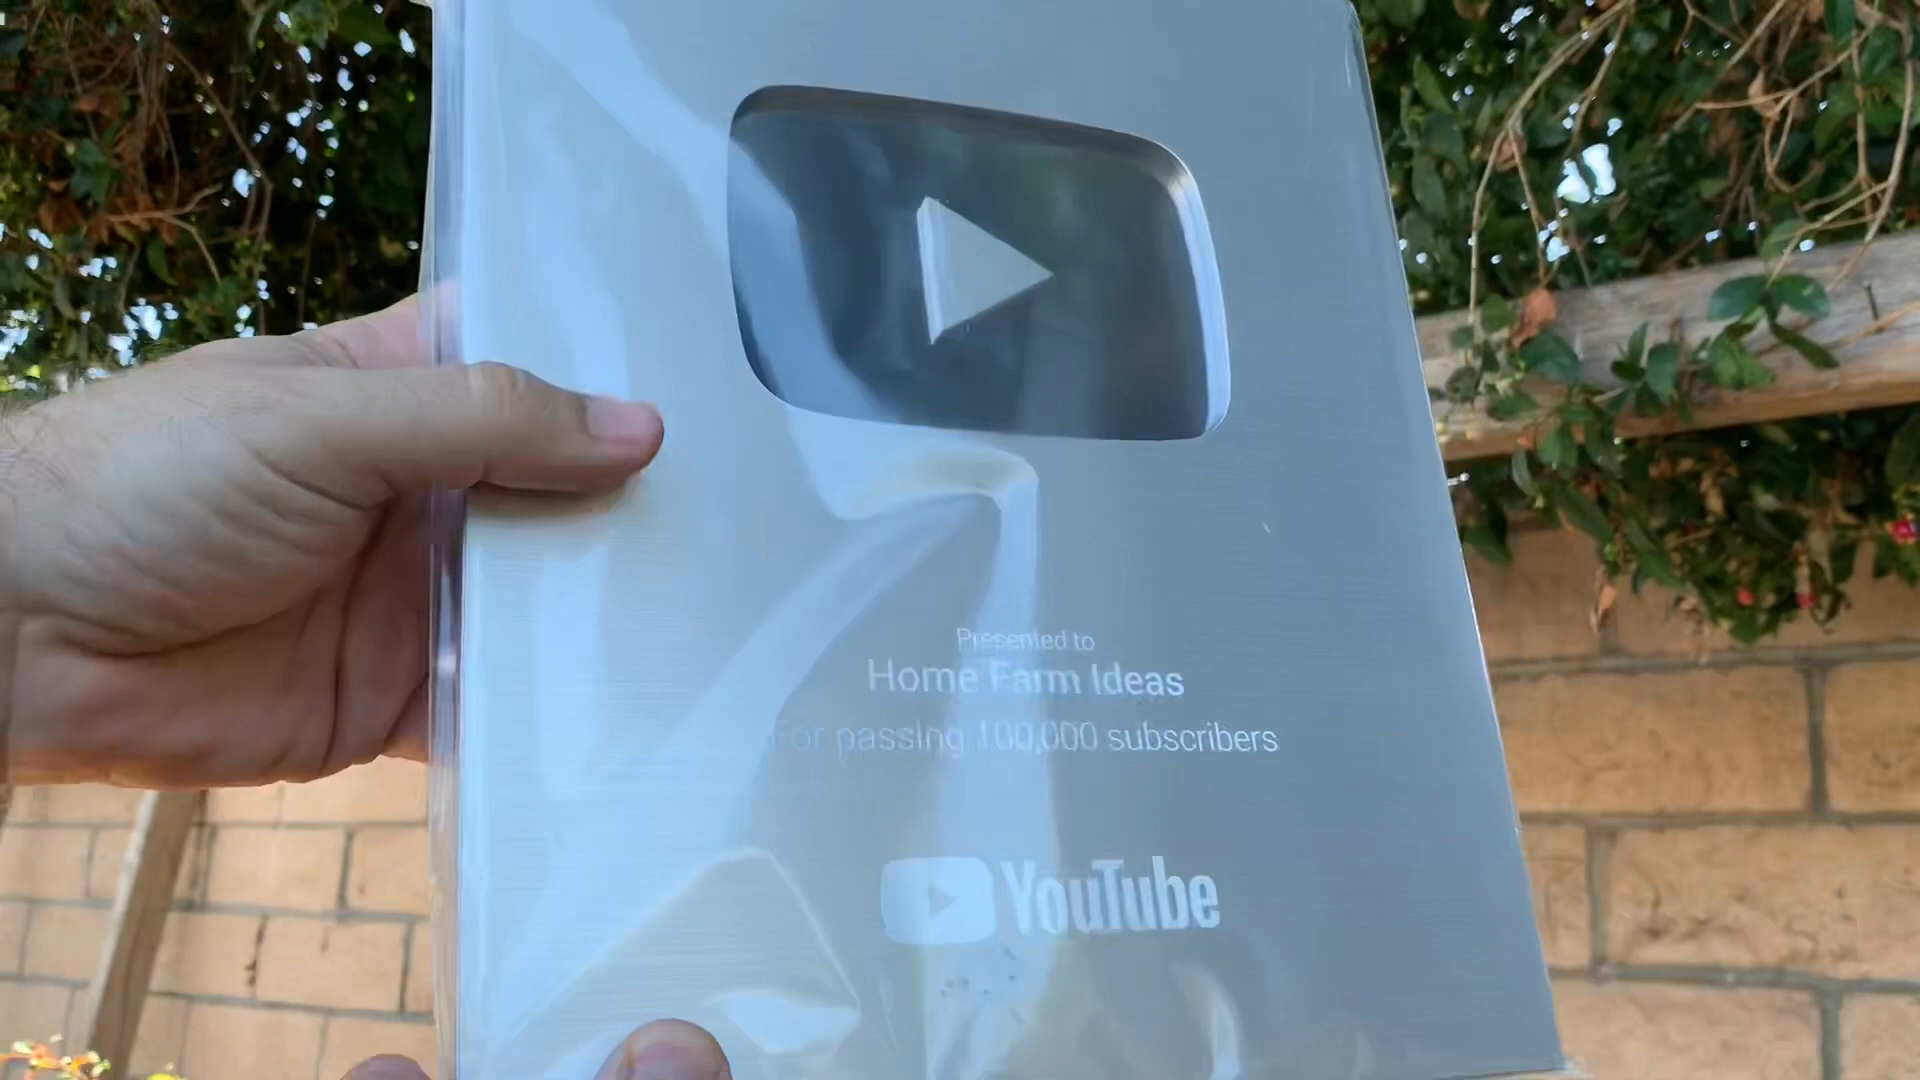 Presented to
Home Farm Ideas
For passing 100,000 subscribers
YouTube